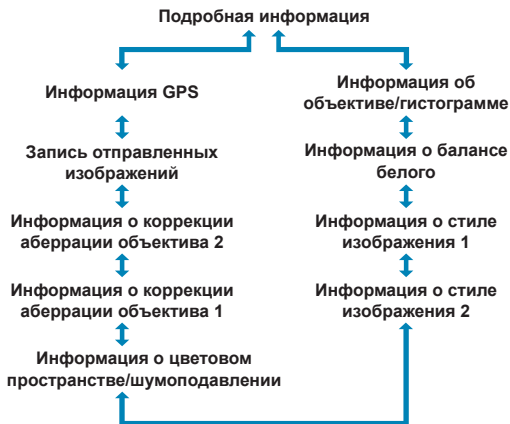 Подробная информация
Информация GPS
Запись отправленных
изображений
Информация о коррекции
аберрации объектива 2
Информация о коррекции
аберрации объектива 1
Информация о цветовом
пространстве/шумоподавлении
Информация об
объективе/гистограмме
Информация о балансе
белого
Информация о стиле
изображения 1
Информация о стиле
изображения 2